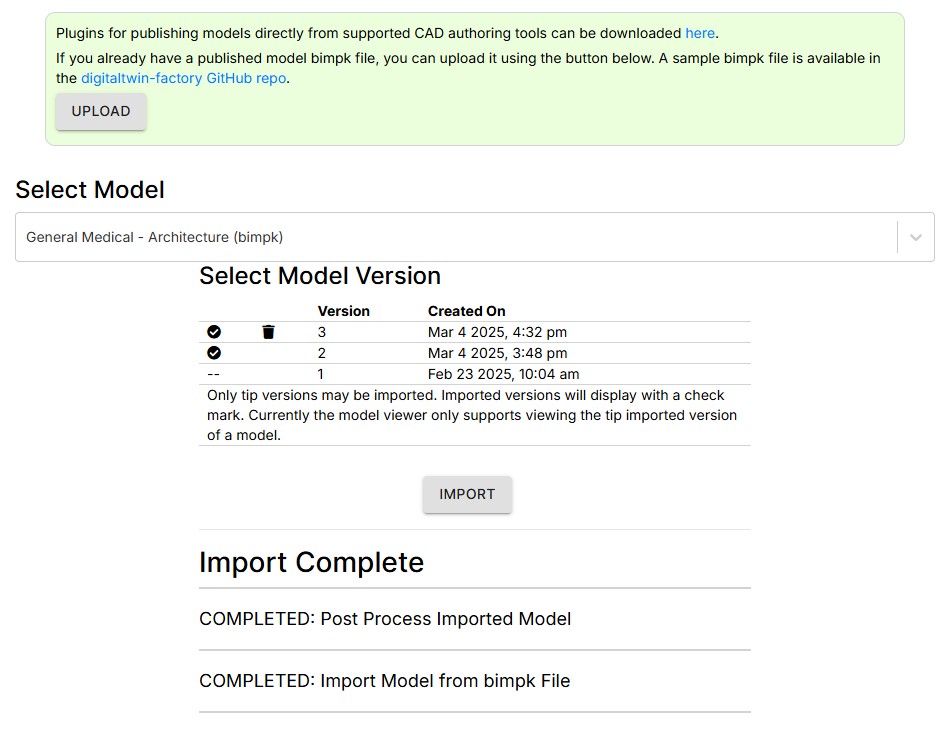 Plugins for publishing models directly from supported CAD authoring tools can be downloaded here.
If you already have a published model bimpk file, you can upload it using the button below. A sample bimpk file is available in
the digitaltwin-factory GitHub repo.
UPLOAD
Select Model
General Medical - Architecture (bimpk)
Select Model Version
Version Created On
3 Mar 4 2025, 4:32 pm
2 Mar 4 2025, 3:48 pm
-- 1 Feb 23 2025, 10:04 am
Only tip versions may be imported. Imported versions will display with a check
mark. Currently the model viewer only supports viewing the tip imported version
of a model.
IMPORT
Import Complete
COMPLETED: Post Process Imported Model
COMPLETED: Import Model from bimpk File